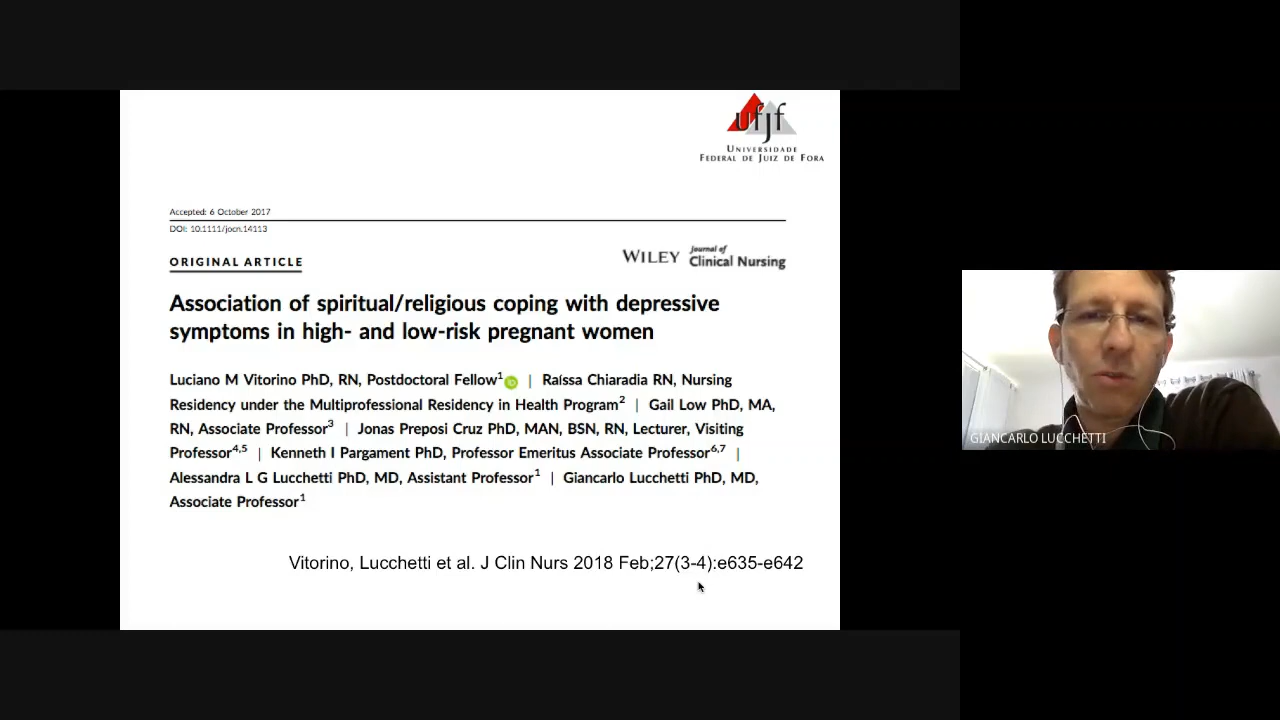 ufjf
UNIVERSIDADE
FEDERAL DE JUIZ DE FORA
Accepted: 6 October 2017
DOI: 10.1111/jocn.14113
ORIGINAL ARTICLE
WILEY Journal of Clinical Nursing
Association of spiritual/religious coping with depressive
symptoms in high- and low-risk pregnant women
Luciano M Vitorino PhD, RN, Postdoctoral Fellow1 iD | Raíssa Chiaradia RN, Nursing
Residency under the Multiprofessional Residency in Health Program2 | Gail Low PhD, MA,
RN, Associate Professor3 | Jonas Preposi Cruz PhD, MAN, BSN, RN, Lecturer, Visiting
Professor4,5 | Kenneth I Pargament PhD, Professor Emeritus Associate Professor6,7 |
Alessandra L G Lucchetti PhD, MD, Assistant Professor1 | Giancarlo Lucchetti PhD, MD,
Associate Professor1
Vitorino, Lucchetti et al. J Clin Nurs 2018 Feb;27(3-4):e635-e642
GIANCARLO LUCCHETTI